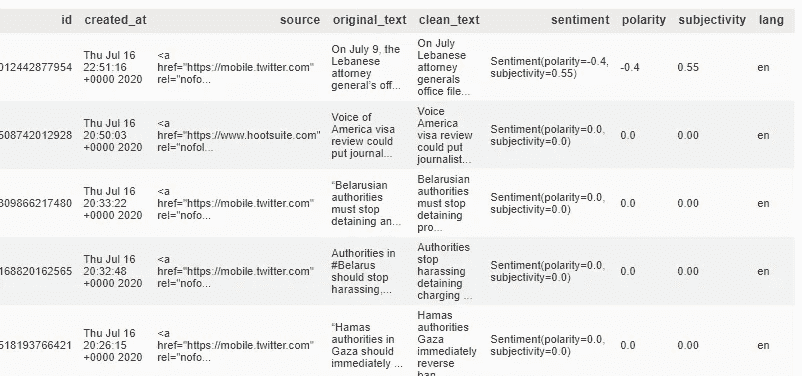 id
created_at
source
original_text
clean_text
sentiment
polarity
subjectivity
lang
012442877954
Thu Jul 16
22:51:16
+0000 2020
<a
href="https://mobile.twitter.com"
rel="nofo...
On July 9, the
Lebanese
attorney
general's off...
On July
Lebanese
attorney
generals
office file...
Sentiment(polarity=-0.4,
subjectivity=0.55)
-0.4
0.55
en
508742012928
Thu Jul 16
20:50:03
+0000 2020
<a
href="https://www.hootsuite.com"
rel="nofol...
Voice of
America visa
review could
put journal...
Voice
America
visa review
could put
journalist...
Sentiment(polarity=0.0,
subjectivity=0.0)
0.0
0.00
en
309866217480
Thu Jul 16
20:33:22
+0000 2020
<a
href="https://mobile.twitter.com"
rel="nofo...
“Belarusian
authorities
must stop
detaining an...
Belarusian
authorities
must stop
detaining
pro...
Sentiment(polarity=0.0,
subjectivity=0.0)
0.0
0.00
en
168820162565
Thu Jul 16
20:32:48
+0000 2020
<a
href="https://mobile.twitter.com"
rel="nofo...
Authorities in
#Belarus
should stop
harassing,...
Authorities
stop
harassing
detaining
charging ...
Sentiment(polarity=0.0,
subjectivity=0.0)
0.0
0.00
en
518193766421
Thu Jul 16
20:26:15
+0000 2020
<a
href="https://mobile.twitter.com"
rel="nofo...
“Hamas
authorities in
Gaza should
immediately ...
Hamas
authorities
Gaza
immediately
reverse
ban...
Sentiment(polarity=0.0,
subjectivity=0.0)
0.0
0.00
en